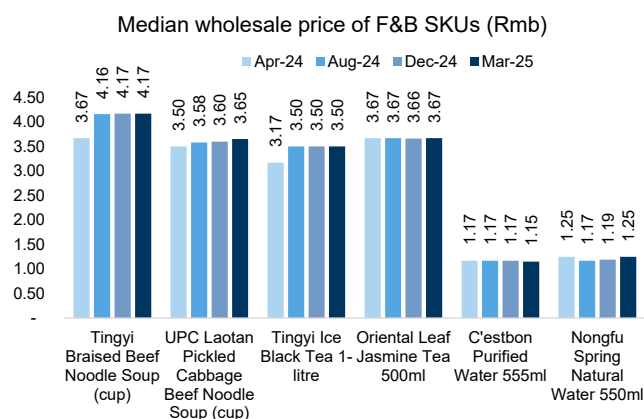 Median wholesale price of F&B SKUs (Rmb)
Apr-24 Aug-24 Dec-24 Mar-25
4.50
4.00
3.50
3.00
2.50
2.00
1.50
1.00
0.50
-
3.67 4.16 4.17 4.17
3.50 3.58 3.60 3.65
3.17 3.50 3.50 3.50
3.67 3.67 3.66 3.67
1.17 1.17 1.17 1.15
1.25 1.17 1.19 1.25
Tingyi
Braised Beef
Noodle Soup
(cup)
UPC Laotan
Pickled
Cabbage
Beef Noodle
Soup (cup)
Tingyi Ice
Black Tea 1-
litre
Oriental Leaf
Jasmine Tea
500ml
C'estbon
Purified
Water 555ml
Nongfu
Spring
Natural
Water 550ml